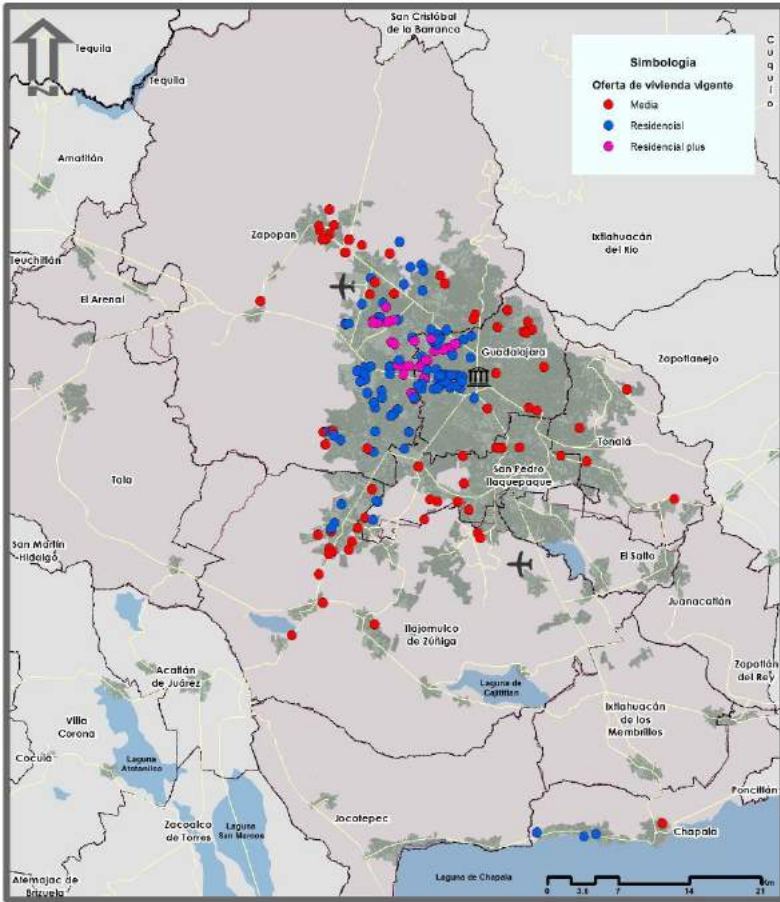 San Cristóbal
de la Barranca
Tequila
Tequila
Cuquío
Simbología
Oferta de vivienda vigente
Media
Residencial
Residencial plus
Amatitán
Zapopan
Ixtlahuacán
del Río
Teuchitlán
El Arenal
Guadalajara
Zapotlanejo
Tonalá
Tala
San Pedro
Tlaquepaque
San Martín
-Hidalgo
El Salto
Juanacatlán
Tlajomulco
de Zúñiga
Acatlán
de Juárez
Zapotlán
del Rey
Laguna de
Cajititlán
Villa
Corona
Ixtlahuacán
de los
Membrillos
Cocula
Laguna
Atotonilco
Poncitlán
Jocotepec
Zacoalco
de Torres
Laguna
San Marcos
Chapala
Atemajac de
Brizuela
Laguna de Chapala
Km
0 3.5 7 14 21